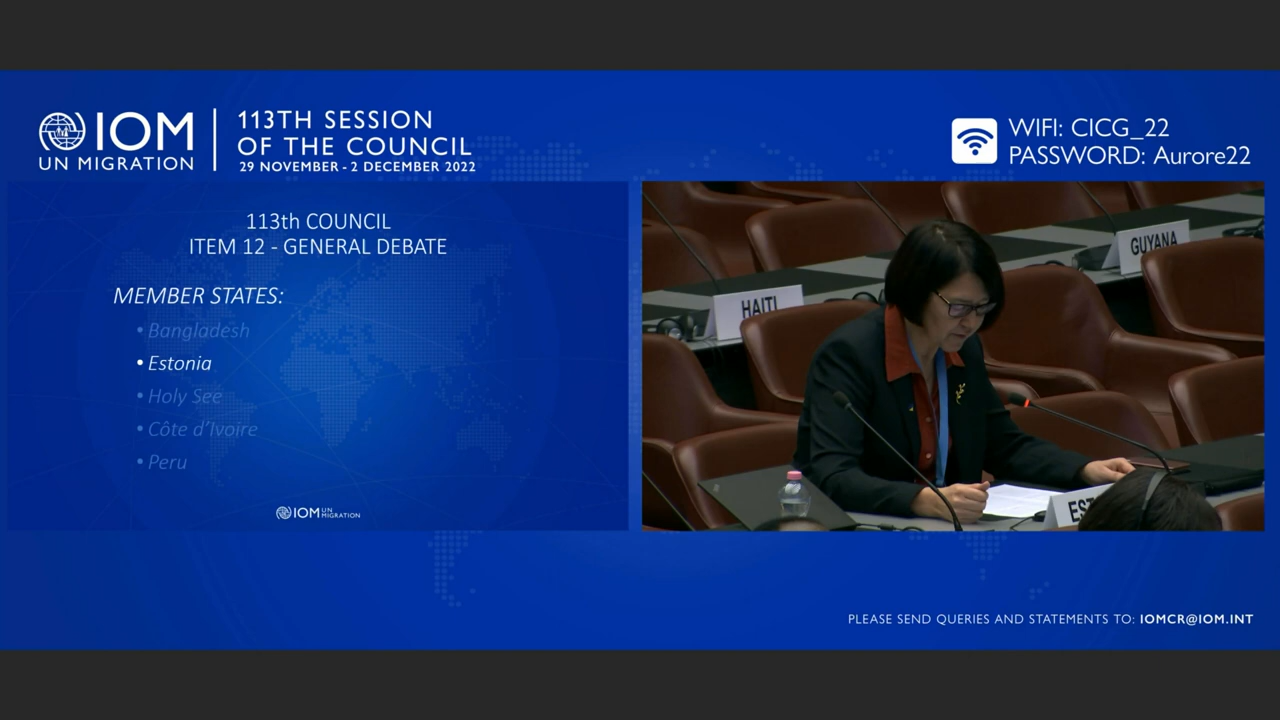 IOM
UN MIGRATION
113TH SESSION
OF THE COUNCIL
29 NOVEMBER - 2 DECEMBER 2022
WIFI: CICG_22
PASSWORD: Aurore22
113th COUNCIL
ITEM 12 - GENERAL DEBATE
MEMBER STATES:
• Bangladesh
• Estonia
• Holy See
• Côte d'Ivoire
• Peru
IOM UN MIGRATION
HAITI
GUYANA
EST
PLEASE SEND QUERIES AND STATEMENTS TO: IOMCR@IOM.INT